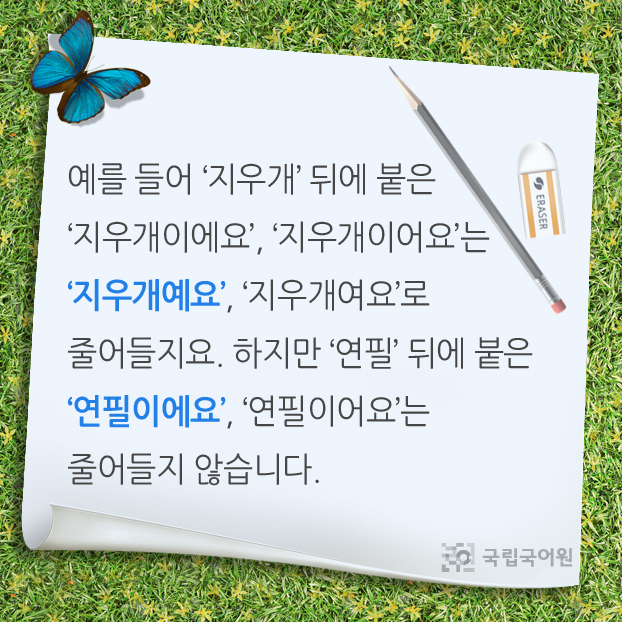 예를 들어 ‘지우개’ 뒤에 붙은
‘지우개이에요’, ‘지우개이어요’는
‘지우개예요’, ‘지우개여요’로
줄어들지요. 하지만 ‘연필’ 뒤에 붙은
‘연필이에요’, ‘연필이어요’는
줄어들지 않습니다.
ERASER
국립국어원